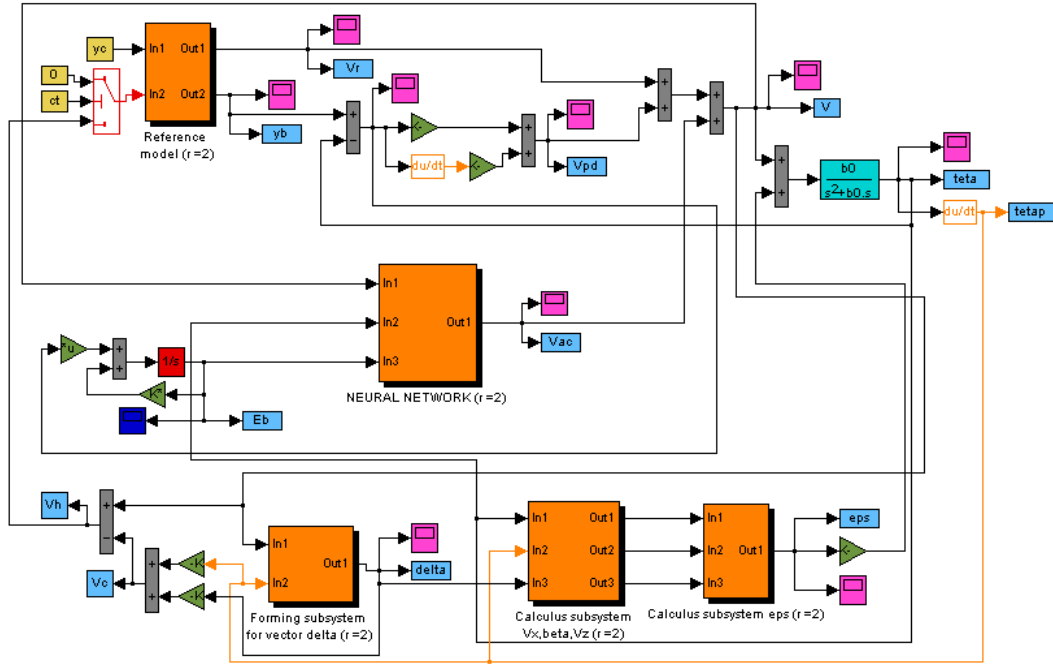 yc
In1
Out1
0
ct
In2
Out2
Reference
model (r=2)
Vr
yb
+
−
du/dt
+
+
Vpd
+
+
+
+
V
+
+
b0
s2+b0.s
teta
du/dt
tetap
In1
In2
In3
Out1
NEURAL NETWORK (r=2)
Vac
u
+
+
1/s
K
Eb
Vh
+
−
Vc
+
+
-K
-K
In1
In2
Out1
Forming subsystem
for vector delta (r=2)
delta
In1
In2
In3
Out1
Out2
Out3
Calculus subsystem
Vx,beta,Vz (r=2)
In1
In2
In3
Out1
Calculus subsystem eps (r=2)
eps